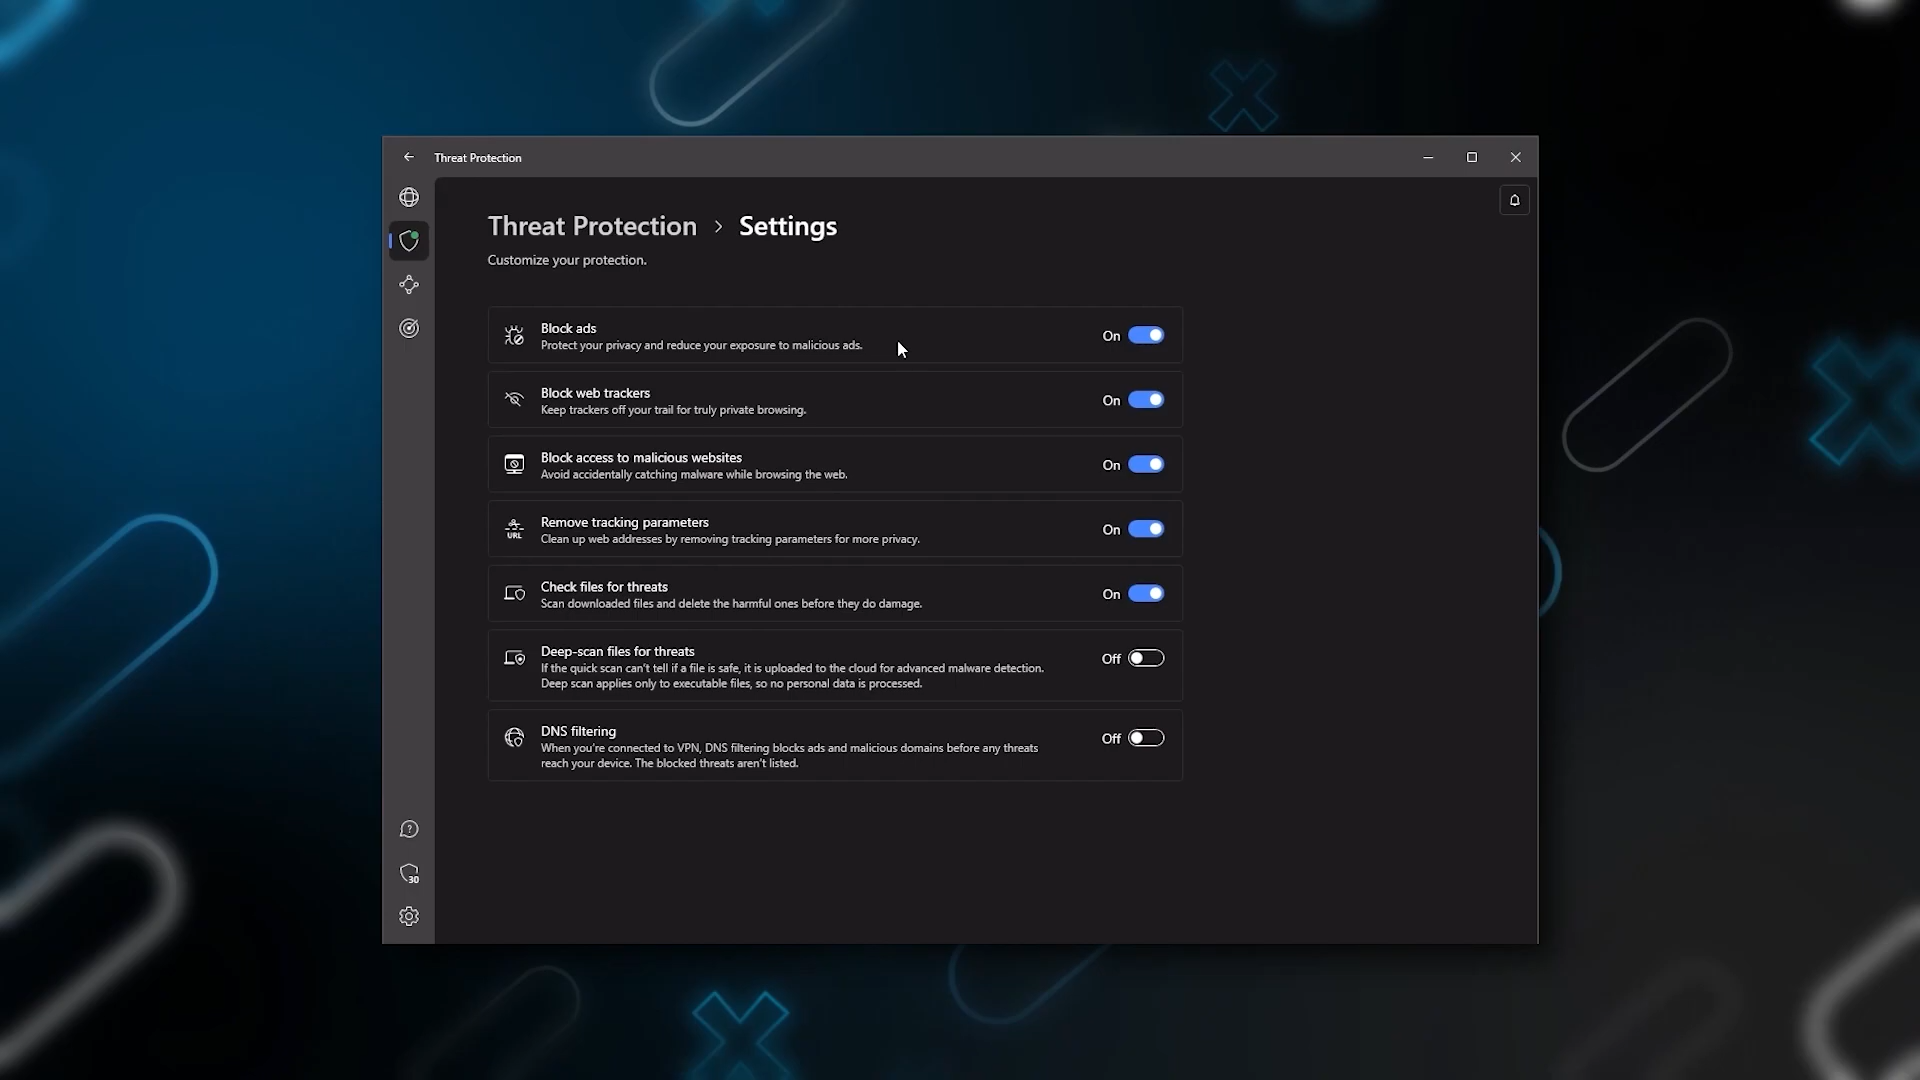 Threat Protection
Threat Protection > Settings
Customize your protection.
Block ads
Protect your privacy and reduce your exposure to malicious ads.
On
Block web trackers
Keep trackers off your trail for truly private browsing.
On
Block access to malicious websites
Avoid accidentally catching malware while browsing the web.
On
URL
Remove tracking parameters
Clean up web addresses by removing tracking parameters for more privacy.
On
Check files for threats
Scan downloaded files and delete the harmful ones before they do damage.
On
Deep-scan files for threats
If the quick scan can't tell if a file is safe, it is uploaded to the cloud for advanced malware detection.
Deep scan applies only to executable files, so no personal data is processed.
Off
DNS filtering
When you're connected to VPN, DNS filtering blocks ads and malicious domains before any threats
reach your device. The blocked threats aren't listed.
Off
30